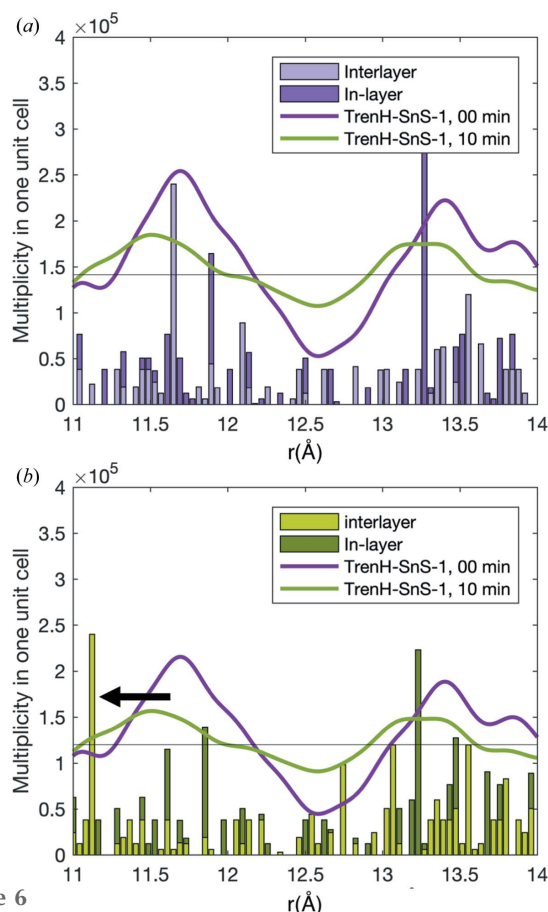 (a)
×10⁵
4
3.5
3
2.5
2
1.5
1
0.5
0
Multiplicity in one unit cell
Interlayer
In-layer
TrenH-SnS-1, 00 min
TrenH-SnS-1, 10 min
11 11.5 12 12.5 13 13.5 14
r(Å)
(b)
×10⁵
4
3.5
3
2.5
2
1.5
1
0.5
0
Multiplicity in one unit cell
interlayer
In-layer
TrenH-SnS-1, 00 min
TrenH-SnS-1, 10 min
11 11.5 12 12.5 13 13.5 14
r(Å)
e 6